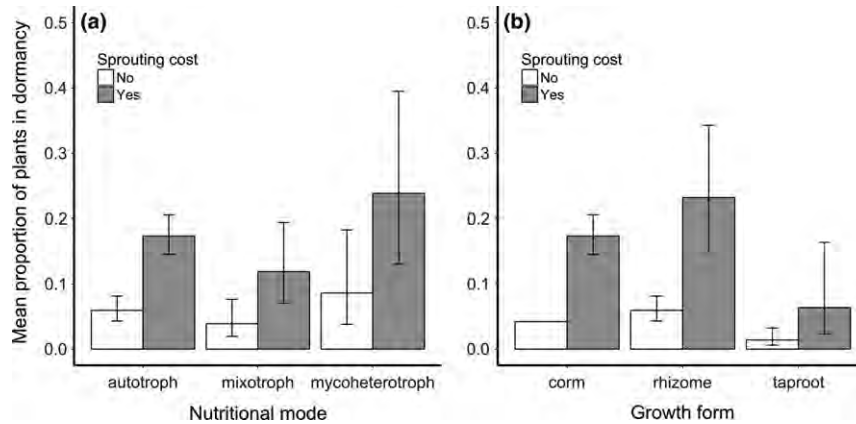 (a)
Sprouting cost
No
Yes
Mean proportion of plants in dormancy
0.5
0.4
0.3
0.2
0.1
0.0
autotroph mixotroph mycoheterotroph
Nutritional mode
(b)
Sprouting cost
No
Yes
0.5
0.4
0.3
0.2
0.1
0.0
corm rhizome taproot
Growth form